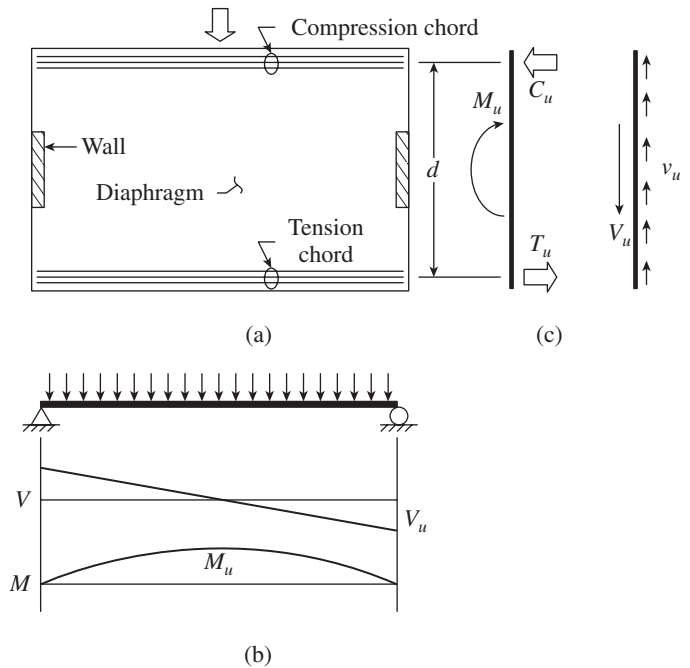 Compression chord
C_u
M_u
Wall
d
v_u
Diaphragm
V_u
Tension
chord
T_u
(a)
(c)
V
V_u
M_u
M
(b)